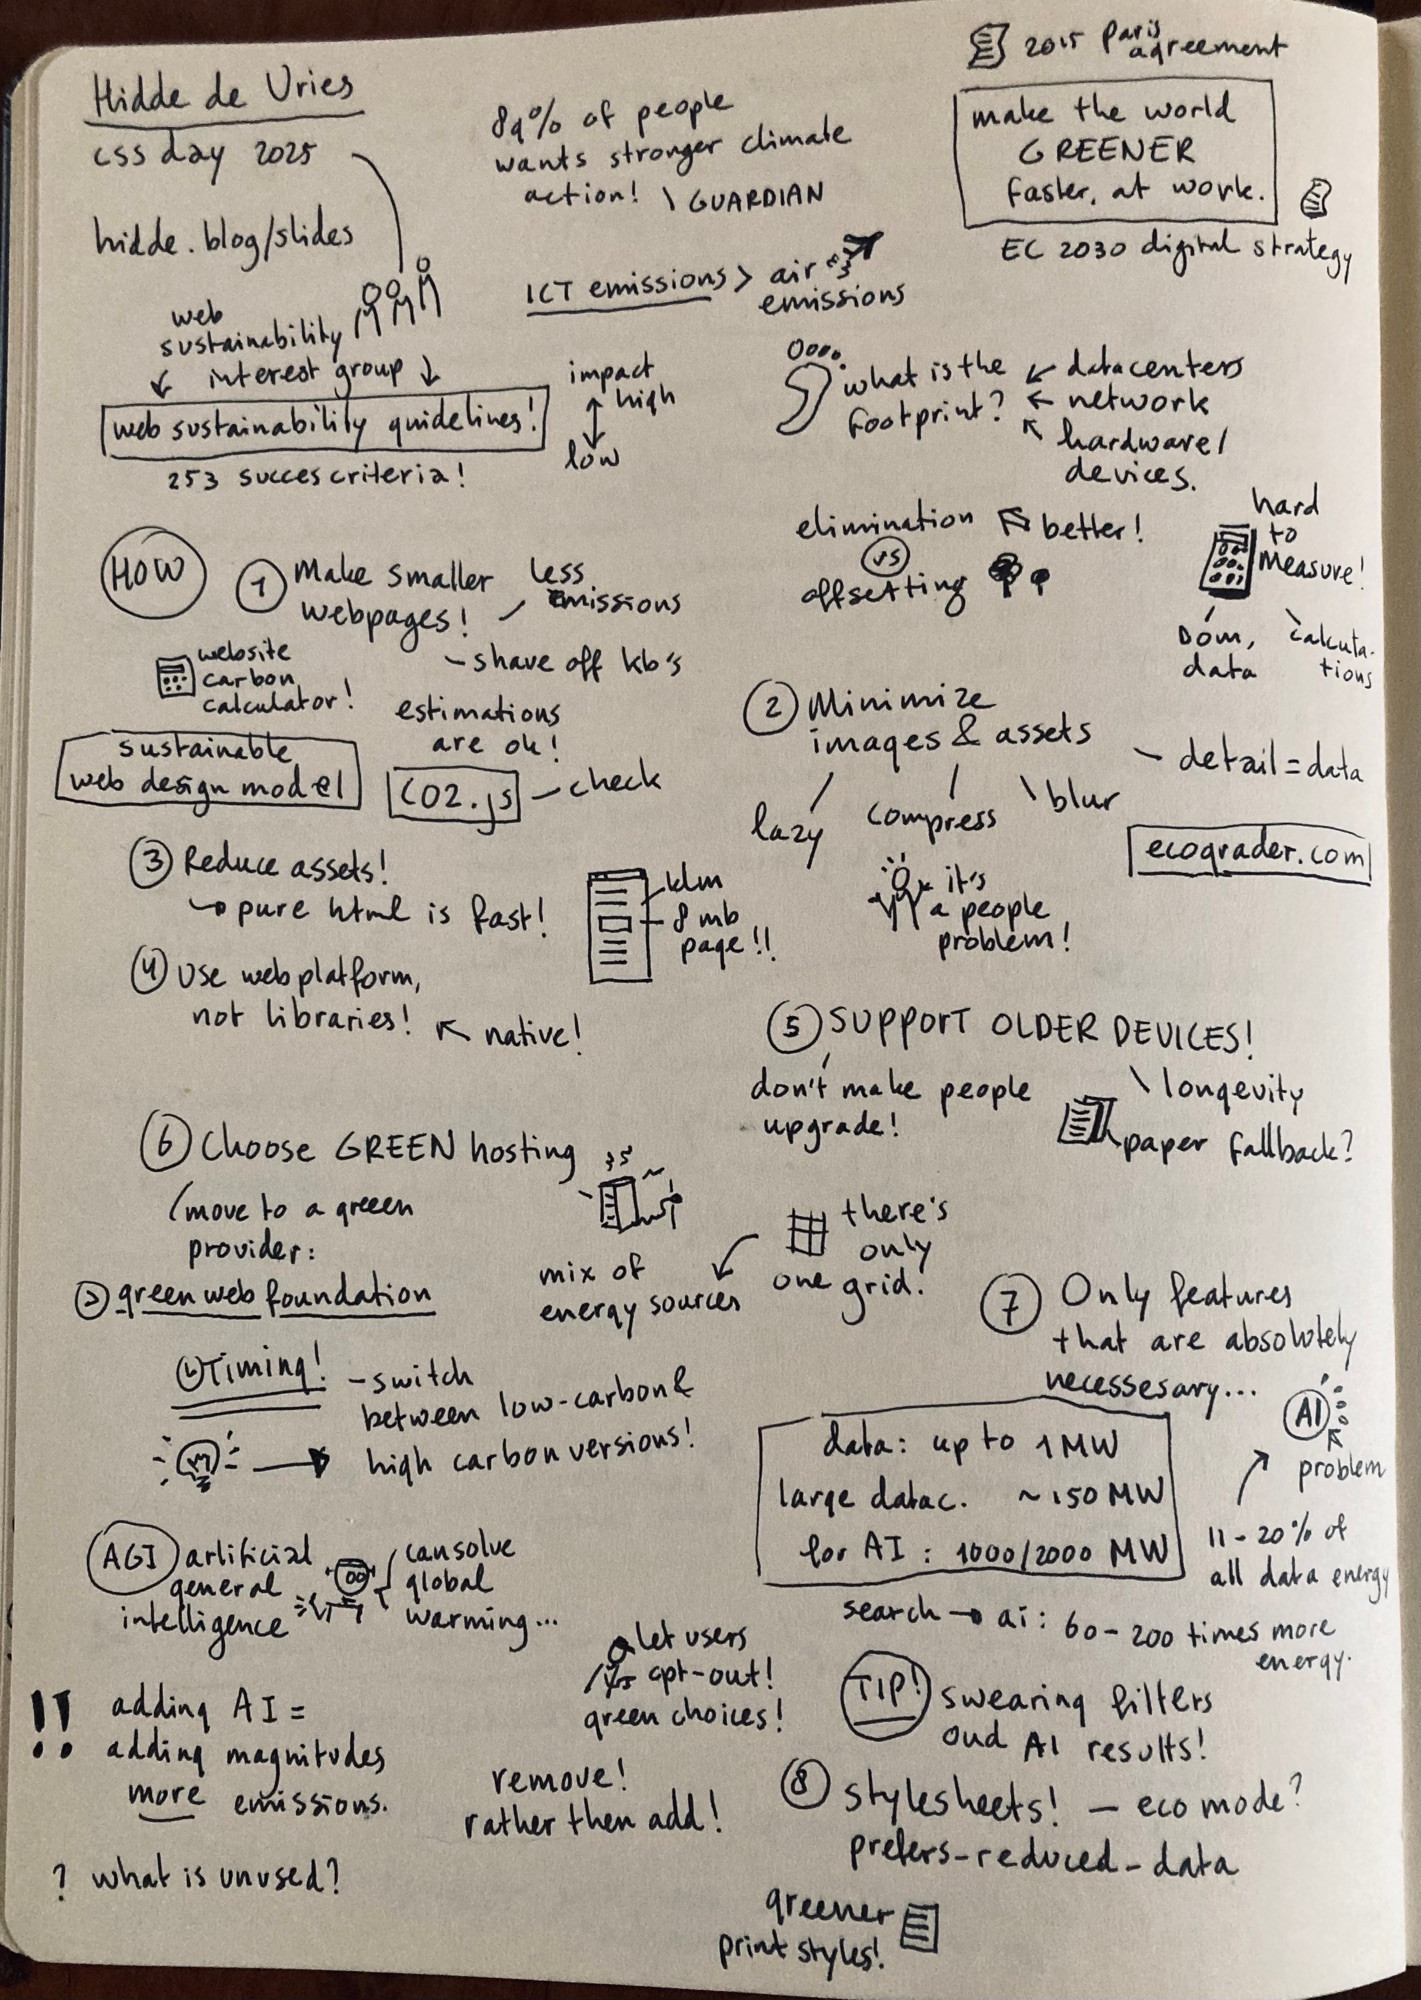 Hidde de Vries
css day 2025
hidde.blog/slides
89% of people
wants stronger climate
action! \ GUARDIAN
2015 Paris
agreement
make the world
GREENER
faster, at work.
EC 2030 digital strategy
ICT emissions > air
emissions
web
sustainability
interest group
web sustainability guidelines!
253 succes criteria!
impact
high
low
what is the
footprint?
datacenters
network
hardware/
devices.
elimination
vs
offsetting
better!
hard
to
measure!
DOM,
data
calcula-
tions
HOW
1 Make smaller
webpages!
less
emissions
- shave off kb's
website
carbon
calculator!
estimations
are ok!
sustainable
web design model
CO2.js - check
2 Minimize
images & assets
lazy
compress
blur
- detail = data
ecograder.com
it's
a people
problem!
3 Reduce assets!
pure html is fast!
klm
8 mb
page!!
4 Use web platform,
not libraries!
native!
5 SUPPORT OLDER DEVICES!
don't make people
upgrade!
longevity
paper fallback?
6 Choose GREEN hosting
(move to a greeen
provider:
green web foundation
mix of
energy sources
there's
only
one grid!
Timing!
- switch
between low-carbon &
high carbon versions!
7 Only features
that are absolutely
necessesary...
AI
problem
data: up to 1 MW
large datac. ~150 MW
for AI: 1000/2000 MW
11-20% of
all data energy
search → ai: 60-200 times more
energy.
AGI artificial
general
intelligence
can solve
global
warming...
let users
opt-out!
green choices!
TIP! swearing filters
oud AI results!
!! adding AI =
adding magnitudes
more emissions.
remove!
rather then add!
8 stylesheets! - eco mode?
prefers-reduced-data
? what is unused?
greener
print styles!